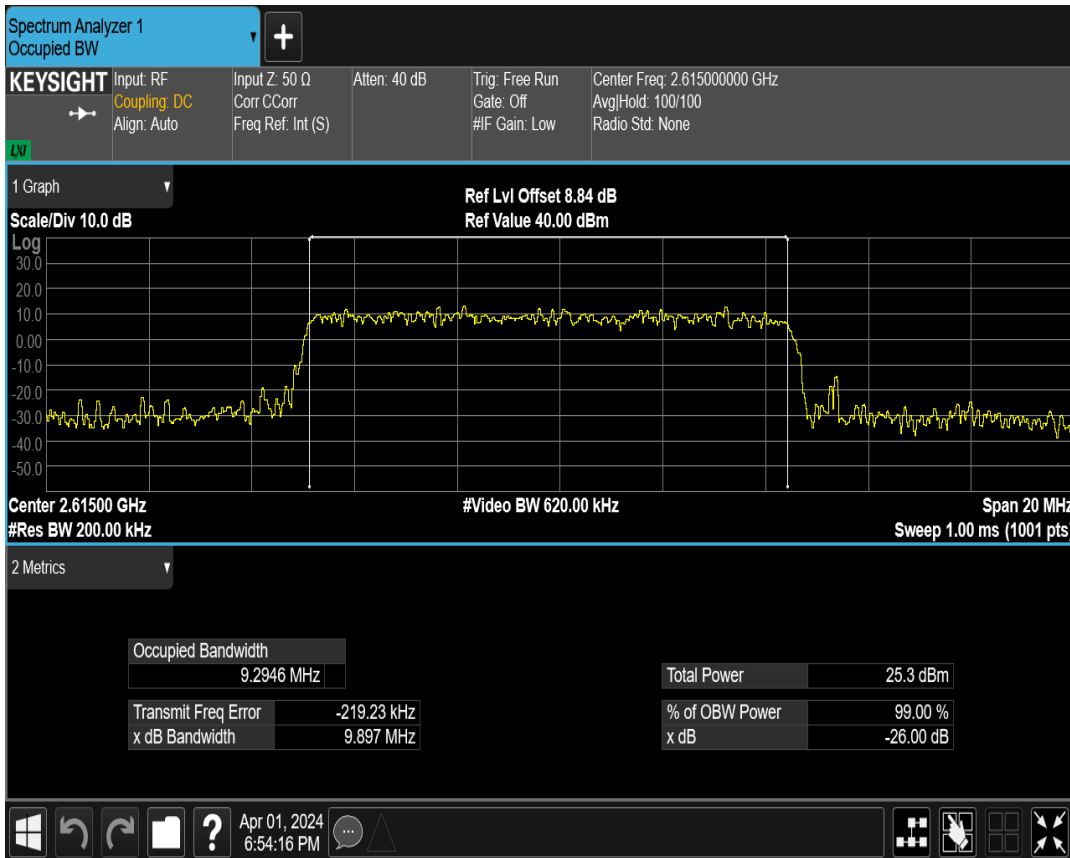 Spectrum Analyzer 1
Occupied BW
KEYSIGHT
LXI
Input: RF
Coupling: DC
Align: Auto
Input Z: 50 Ω
Corr CCorr
Freq Ref: Int (S)
Atten: 40 dB
Trig: Free Run
Gate: Off
#IF Gain: Low
Center Freq: 2.615000000 GHz
Avg|Hold: 100/100
Radio Std: None
1 Graph
Scale/Div 10.0 dB
Ref Lvl Offset 8.84 dB
Ref Value 40.00 dBm
Log
30.0
20.0
10.0
0.00
-10.0
-20.0
-30.0
-40.0
-50.0
Center 2.61500 GHz
#Video BW 620.00 kHz
Span 20 MHz
#Res BW 200.00 kHz
Sweep 1.00 ms (1001 pts)
2 Metrics
Occupied Bandwidth
9.2946 MHz
Transmit Freq Error -219.23 kHz
x dB Bandwidth 9.897 MHz
Total Power 25.3 dBm
% of OBW Power 99.00 %
x dB -26.00 dB
?
Apr 01, 2024
6:54:16 PM